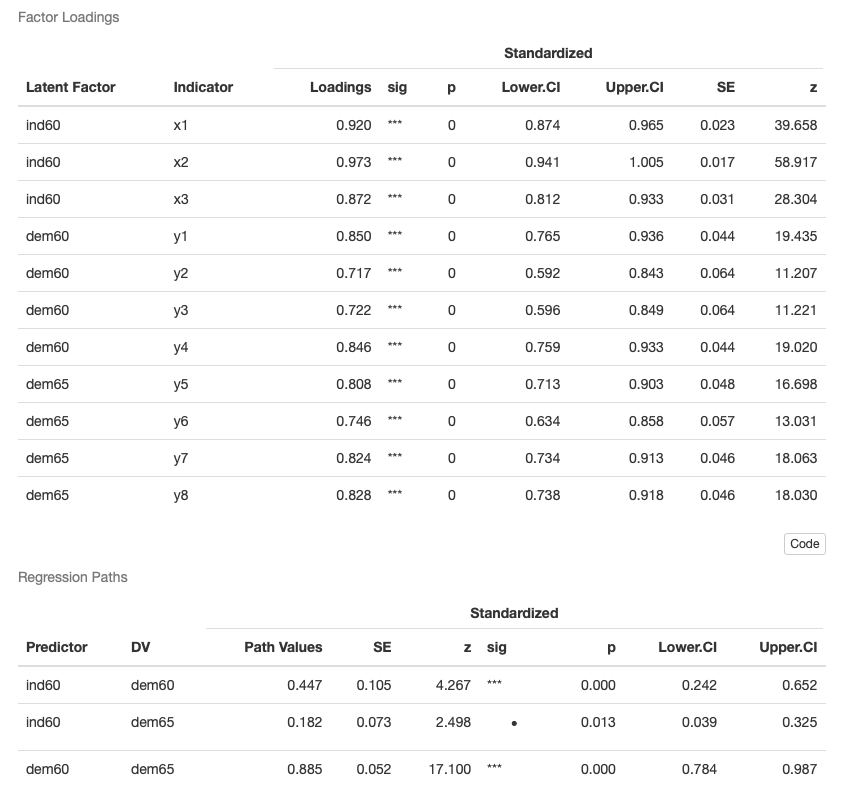 Factor Loadings
Standardized
Latent Factor Indicator Loadings sig p Lower.CI Upper.CI SE z
ind60 x1 0.920 *** 0 0.874 0.965 0.023 39.658
ind60 x2 0.973 *** 0 0.941 1.005 0.017 58.917
ind60 x3 0.872 *** 0 0.812 0.933 0.031 28.304
dem60 y1 0.850 *** 0 0.765 0.936 0.044 19.435
dem60 y2 0.717 *** 0 0.592 0.843 0.064 11.207
dem60 y3 0.722 *** 0 0.596 0.849 0.064 11.221
dem60 y4 0.846 *** 0 0.759 0.933 0.044 19.020
dem65 y5 0.808 *** 0 0.713 0.903 0.048 16.698
dem65 y6 0.746 *** 0 0.634 0.858 0.057 13.031
dem65 y7 0.824 *** 0 0.734 0.913 0.046 18.063
dem65 y8 0.828 *** 0 0.738 0.918 0.046 18.030
Code
Regression Paths
Standardized
Predictor DV Path Values SE z sig p Lower.CI Upper.CI
ind60 dem60 0.447 0.105 4.267 *** 0.000 0.242 0.652
ind60 dem65 0.182 0.073 2.498 • 0.013 0.039 0.325
dem60 dem65 0.885 0.052 17.100 *** 0.000 0.784 0.987